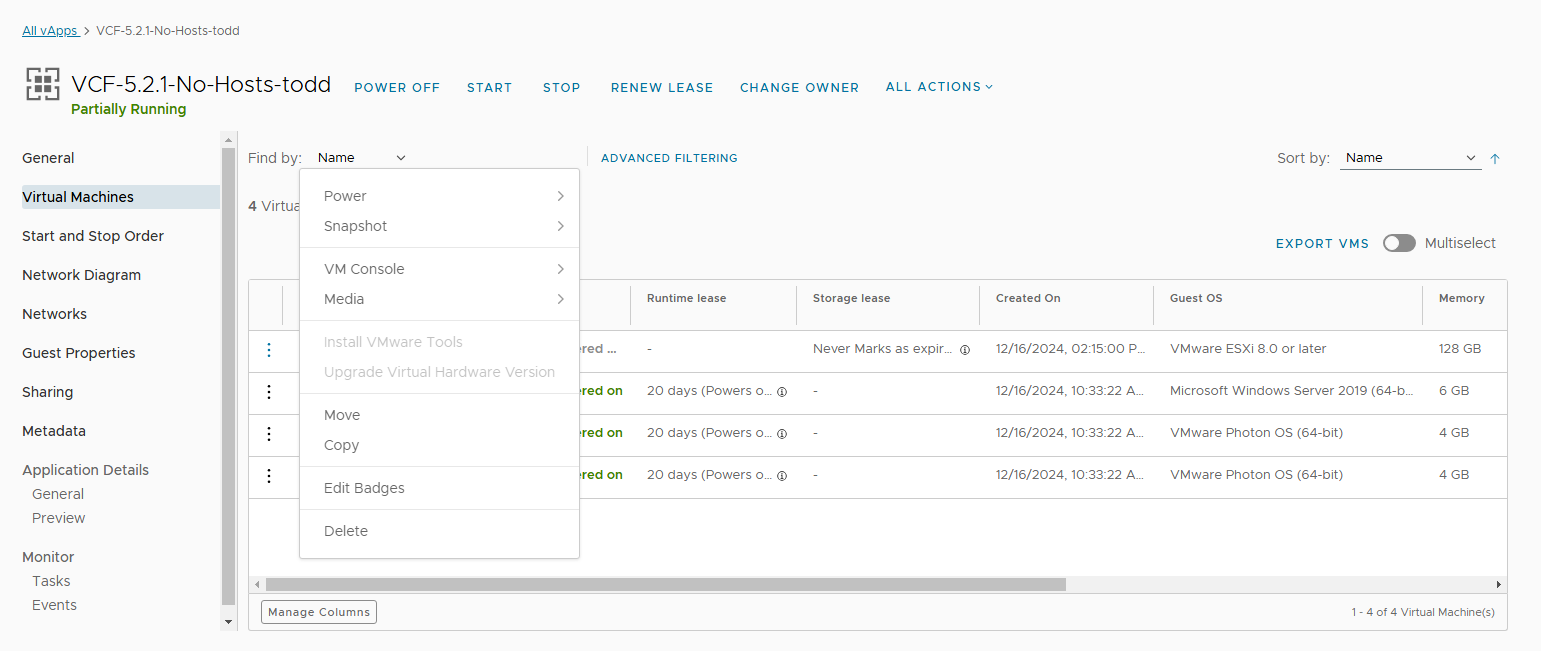 All vApps > VCF-5.2.1-No-Hosts-todd
VCF-5.2.1-No-Hosts-todd POWER OFF START STOP RENEW LEASE CHANGE OWNER ALL ACTIONS
Partially Running
General
Virtual Machines
Start and Stop Order
Network Diagram
Networks
Guest Properties
Sharing
Metadata
Application Details
General
Preview
Monitor
Tasks
Events
Find by: Name ADVANCED FILTERING Sort by: Name
4 Virtua
EXPORT VMS Multiselect
Power
Snapshot
VM Console
Media
Install VMware Tools
Upgrade Virtual Hardware Version
Move
Copy
Edit Badges
Delete
Runtime lease Storage lease Created On Guest OS Memory
ered ... - Never Marks as expir... 12/16/2024, 02:15:00 P... VMware ESXi 8.0 or later 128 GB
ered on 20 days (Powers o... - 12/16/2024, 10:33:22 A... Microsoft Windows Server 2019 (64-b... 6 GB
ered on 20 days (Powers o... - 12/16/2024, 10:33:22 A... VMware Photon OS (64-bit) 4 GB
ered on 20 days (Powers o... - 12/16/2024, 10:33:22 A... VMware Photon OS (64-bit) 4 GB
Manage Columns 1 - 4 of 4 Virtual Machine(s)